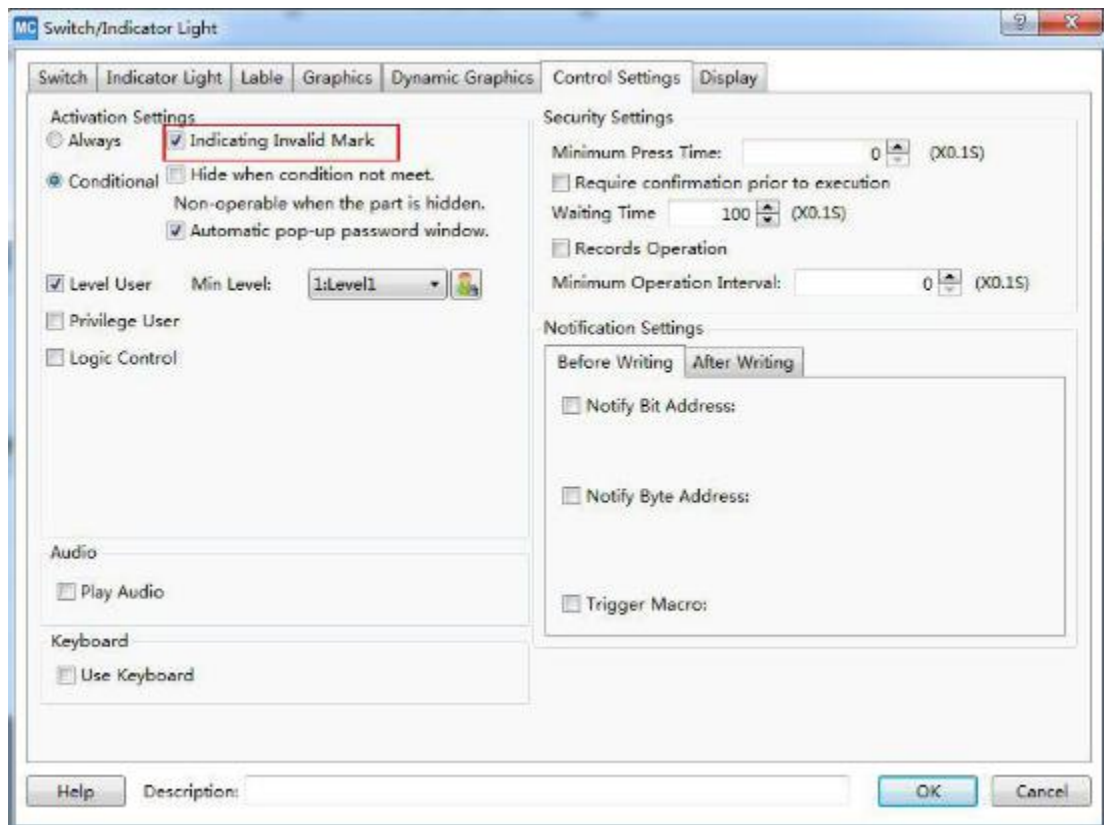 MC Switch/Indicator Light
Switch Indicator Light Lable Graphics Dynamic Graphics Control Settings Display
Activation Settings
Always Indicating Invalid Mark
Conditional Hide when condition not meet.
Non-operable when the part is hidden.
Automatic pop-up password window.
Level User Min Level: 1:Level1
Privilege User
Logic Control
Audio
Play Audio
Keyboard
Use Keyboard
Security Settings
Minimum Press Time: 0 (X0.1S)
Require confirmation prior to execution
Waiting Time 100 (X0.1S)
Records Operation
Minimum Operation Interval: 0 (X0.1S)
Notification Settings
Before Writing After Writing
Notify Bit Address:
Notify Byte Address:
Trigger Macro:
Help Description: OK Cancel